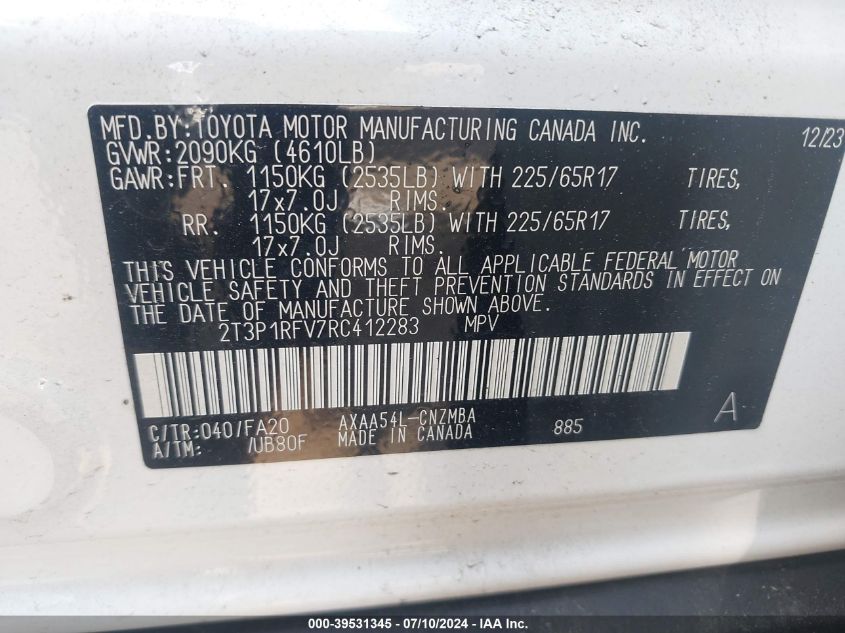 MFD.BY:TOYOTA MOTOR MANUFACTURING CANADA INC. 12/23
GVWR:2090KG (4610LB)
GAWR:FRT. 1150KG (2535LB) WITH 225/65R17 TIRES,
17x7.0J RIMS.
RR. 1150KG (2535LB) WITH 225/65R17 TIRES,
17x7.0J RIMS.
THIS VEHICLE CONFORMS TO ALL APPLICABLE FEDERAL MOTOR
VEHICLE SAFETY AND THEFT PREVENTION STANDARDS IN EFFECT ON
THE DATE OF MANUFACTURE SHOWN ABOVE.
2T3P1RFV7RC412283 MPV
C/TR:040/FA20 AXAA54L-CNZMBA 885 A
A/TM: /UB80F MADE IN CANADA
000-39531345 - 07/10/2024 - IAA Inc.